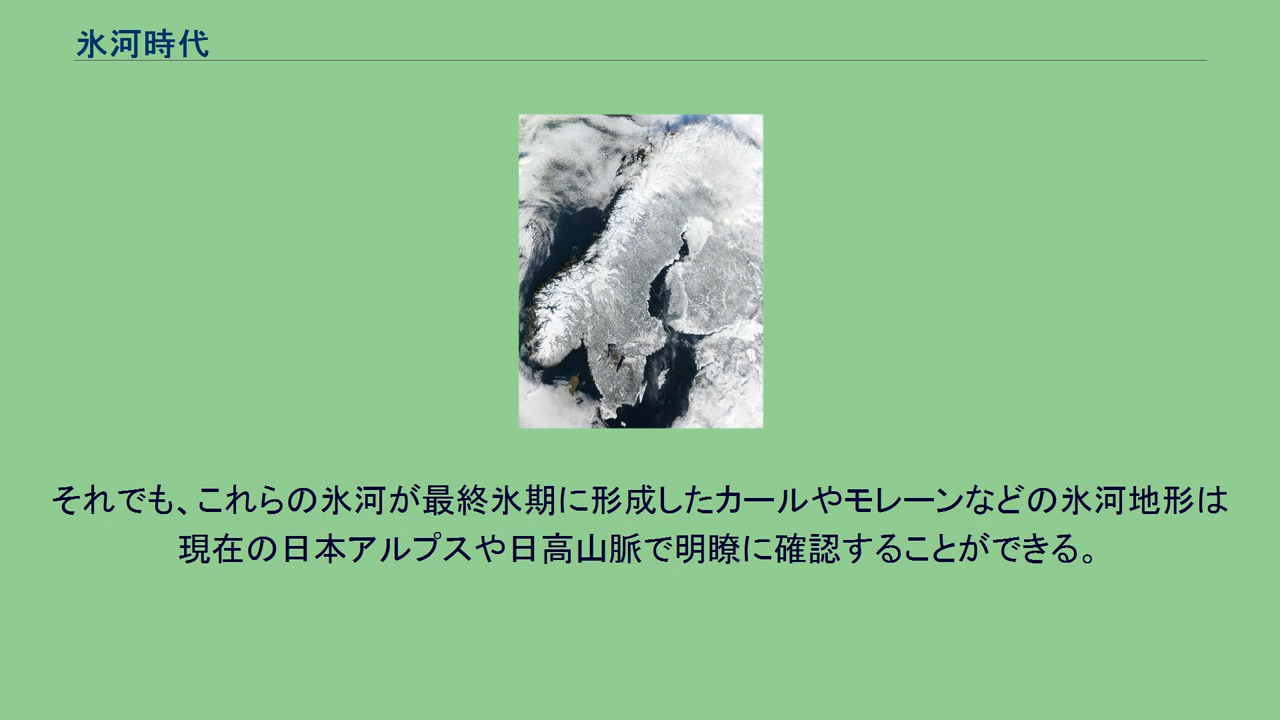 氷河時代
それでも、これらの氷河が最終氷期に形成したカールやモレーンなどの氷河地形は
現在の日本アルプスや日高山脈で明瞭に確認することができる。